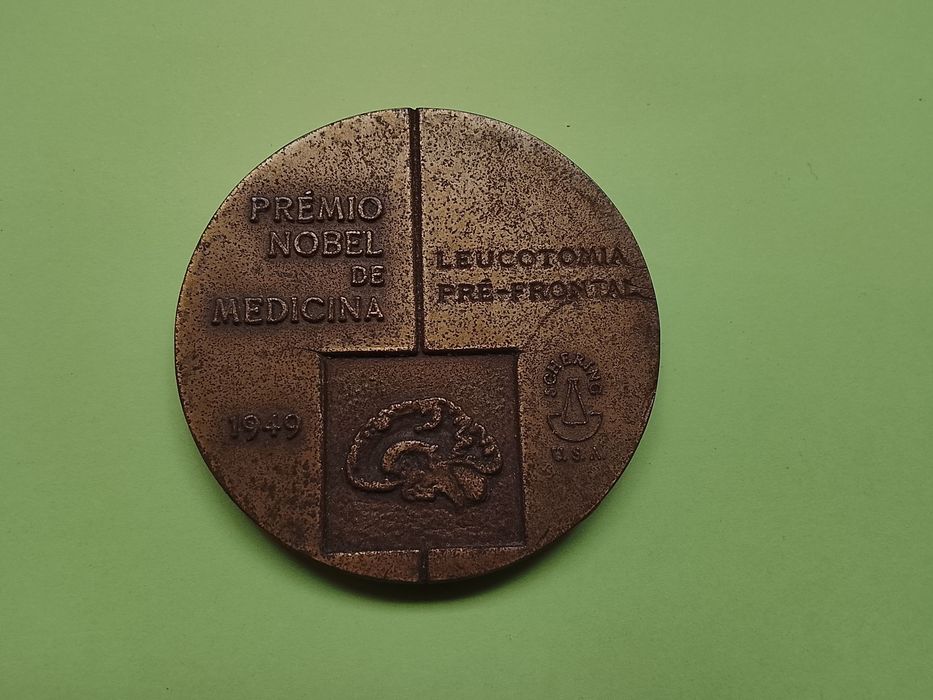 PRÉMIO
NOBEL
DE
MEDICINA
1949
LEUCOTOMIA
PRÉ-FRONTAL
SCHERING
U.S.A.